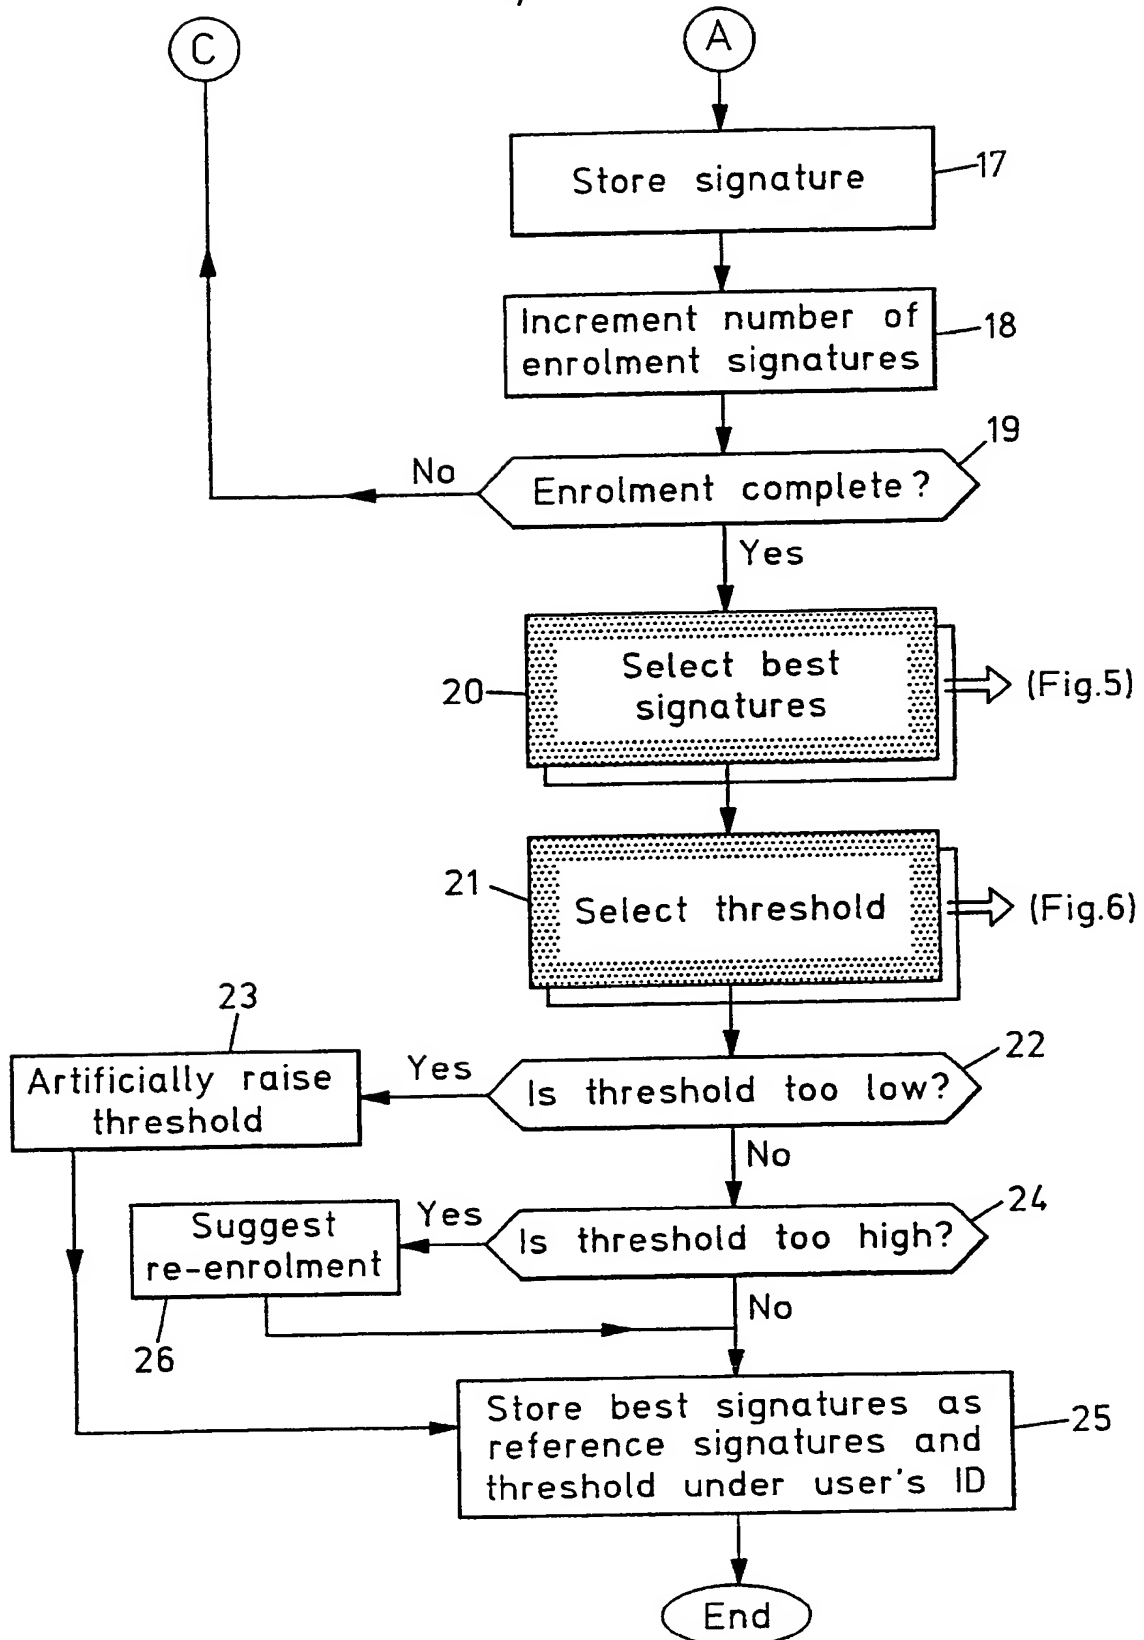 C
A
Store signature
17
Increment number of
enrolment signatures
18
19
No
Enrolment complete?
Yes
Select best
signatures
20
(Fig.5)
21
Select threshold
(Fig.6)
23
22
Artificially raise
threshold
Yes
Is threshold too low?
No
24
Suggest
re-enrolment
Yes
Is threshold too high?
No
26
Store best signatures as
reference signatures and
threshold under user's ID
25
End